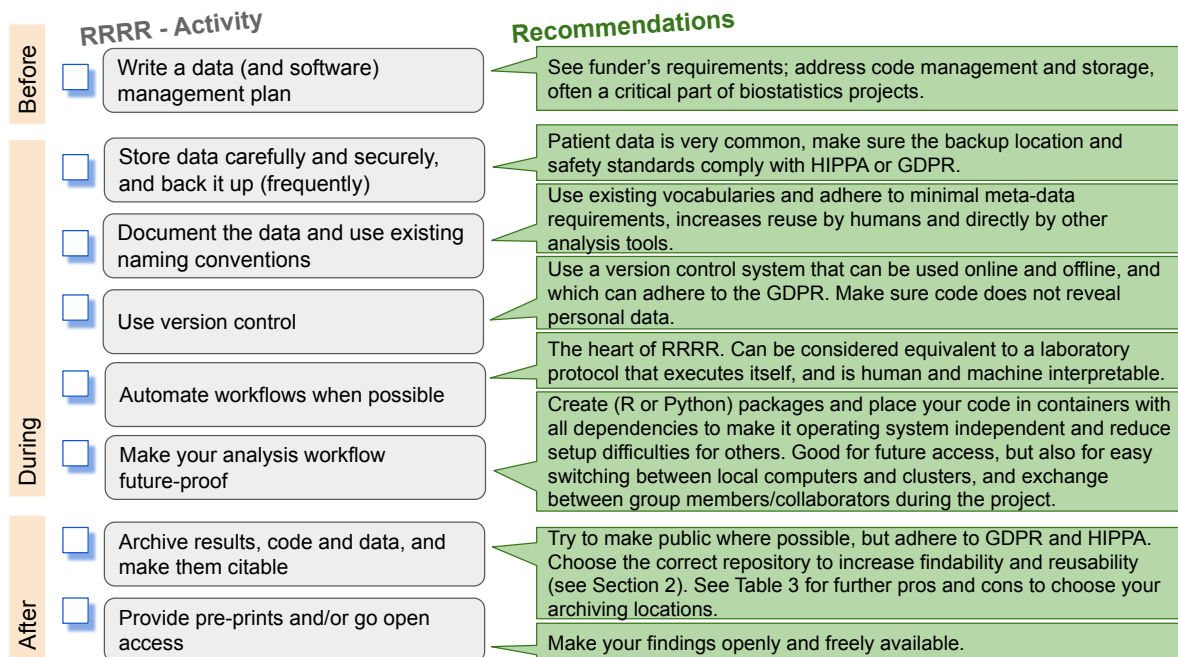 RRRR - Activity
Recommendations
Before
Write a data (and software)
management plan
See funder's requirements; address code management and storage,
often a critical part of biostatistics projects.
During
Store data carefully and securely,
and back it up (frequently)
Patient data is very common, make sure the backup location and
safety standards comply with HIPPA or GDPR.
Document the data and use existing
naming conventions
Use existing vocabularies and adhere to minimal meta-data
requirements, increases reuse by humans and directly by other
analysis tools.
Use version control
Use a version control system that can be used online and offline, and
which can adhere to the GDPR. Make sure code does not reveal
personal data.
Automate workflows when possible
The heart of RRRR. Can be considered equivalent to a laboratory
protocol that executes itself, and is human and machine interpretable.
Make your analysis workflow
future-proof
Create (R or Python) packages and place your code in containers with
all dependencies to make it operating system independent and reduce
setup difficulties for others. Good for future access, but also for easy
switching between local computers and clusters, and exchange
between group members/collaborators during the project.
After
Archive results, code and data, and
make them citable
Try to make public where possible, but adhere to GDPR and HIPPA.
Choose the correct repository to increase findability and reusability
(see Section 2). See Table 3 for further pros and cons to choose your
archiving locations.
Provide pre-prints and/or go open
access
Make your findings openly and freely available.